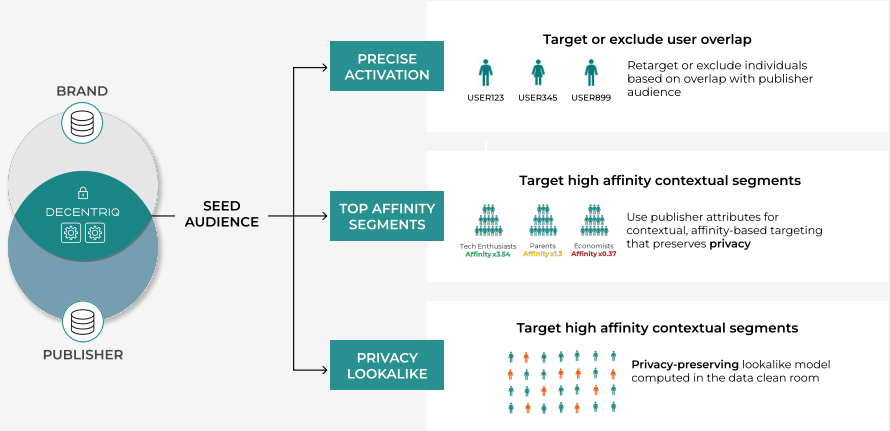 BRAND
DECENTRIQ
PUBLISHER
SEED
AUDIENCE
PRECISE
ACTIVATION
Target or exclude user overlap
USER123
USER345
USER899
Retarget or exclude individuals
based on overlap with publisher
audience
TOP AFFINITY
SEGMENTS
Target high affinity contextual segments
Tech Enthusiasts
Affinity x3.54
Parents
Affinity x1.3
Economists
Affinity x0.37
Use publisher attributes for
contextual, affinity-based targeting
that preserves privacy
PRIVACY
LOOKALIKE
Target high affinity contextual segments
Privacy-preserving lookalike model
computed in the data clean room